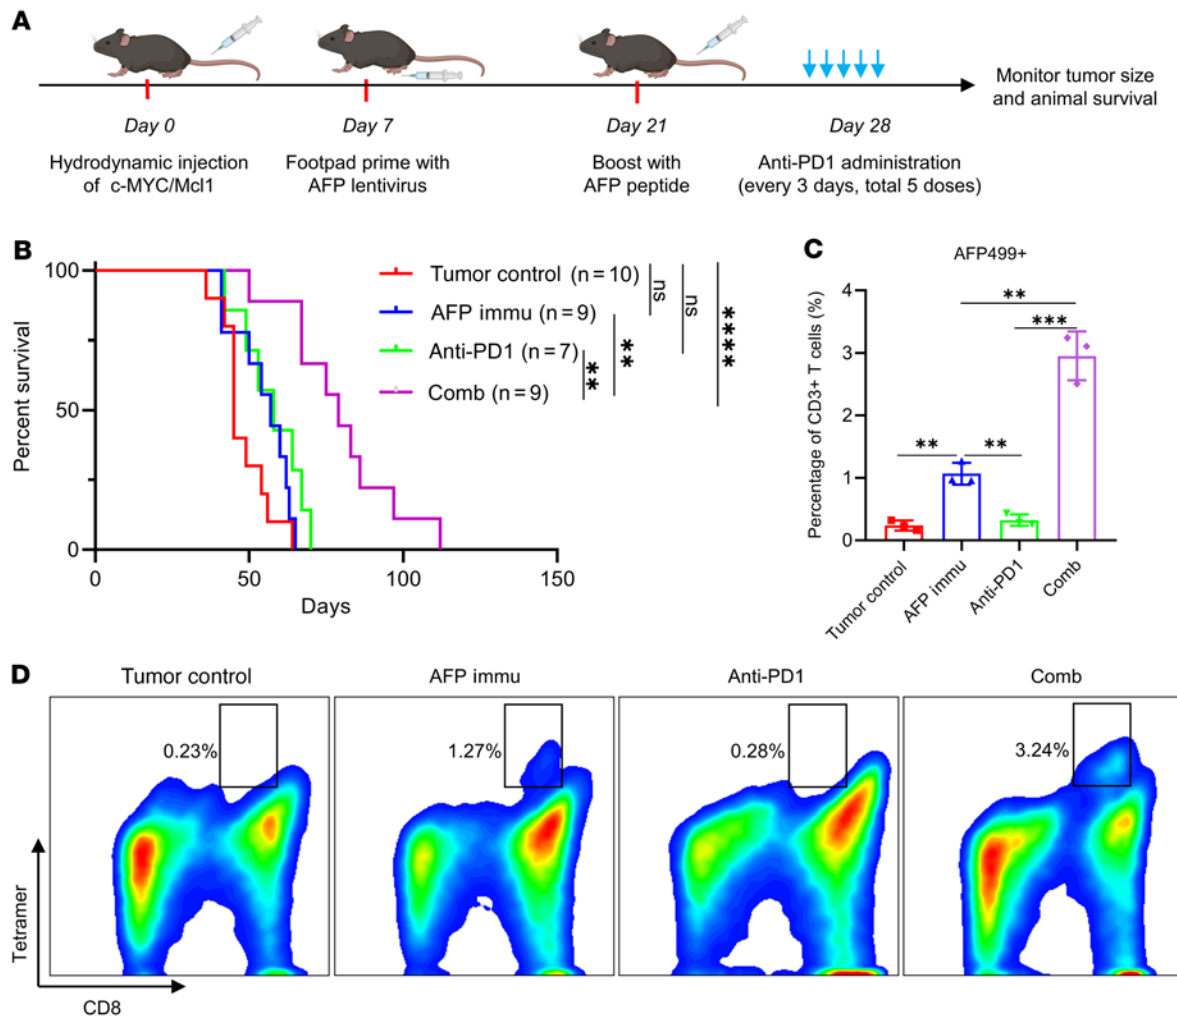 A
Monitor tumor size
and animal survival
Day 0
Day 7
Day 21
Day 28
Hydrodynamic injection
of c-MYC/Mcl1
Footpad prime with
AFP lentivirus
Boost with
AFP peptide
Anti-PD1 administration
(every 3 days, total 5 doses)
B
Percent survival
100
50
0
0
50
100
150
Days
Tumor control (n = 10)
AFP immu (n = 9)
Anti-PD1 (n = 7)
Comb (n = 9)
ns
ns
****
**
**
C
AFP499+
Percentage of CD3+ T cells (%)
4
3
2
1
0
**
***
**
**
Tumor control
AFP immu
Anti-PD1
Comb
D
Tumor control
AFP immu
Anti-PD1
Comb
0.23%
1.27%
0.28%
3.24%
Tetramer
CD8